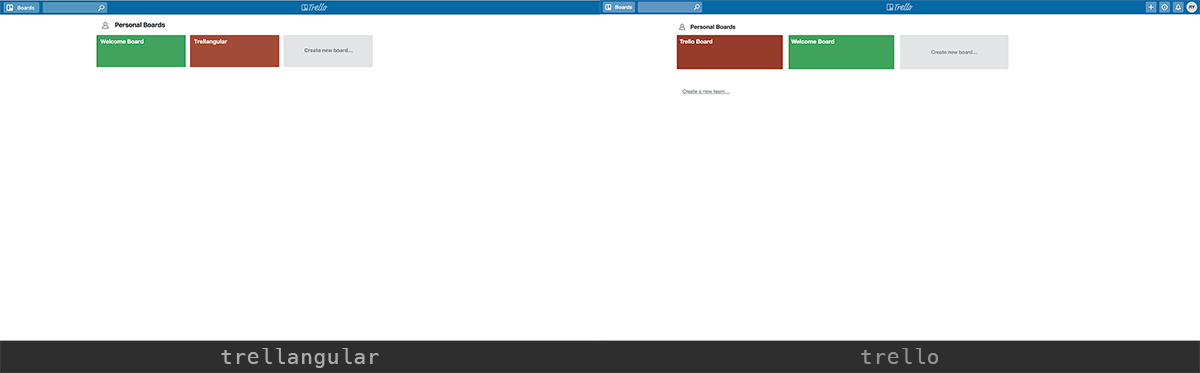 Boards
Trello
Personal Boards
Welcome Board
Trellangular
Create new board...
trellangular
Boards
Trello
RY
Personal Boards
Trello Board
Welcome Board
Create new board...
Create a new team...
trello